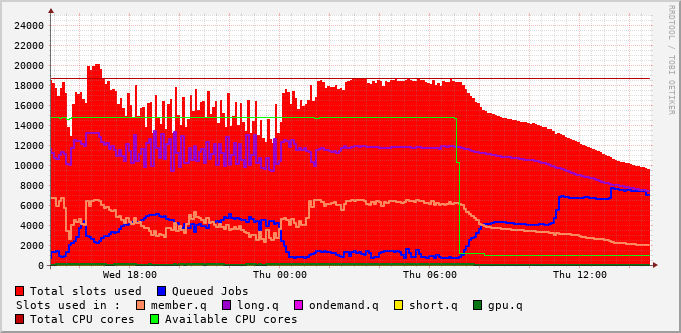 24000
22000
20000
18000
16000
14000
12000
10000
8000
6000
4000
2000
0
Wed 18:00 Thu 00:00 Thu 06:00 Thu 12:00
Total slots used Queued Jobs
Slots used in : member.q long.q ondemand.q short.q gpu.q
Total CPU cores Available CPU cores
RRDTOOL / TOBI OETIKER